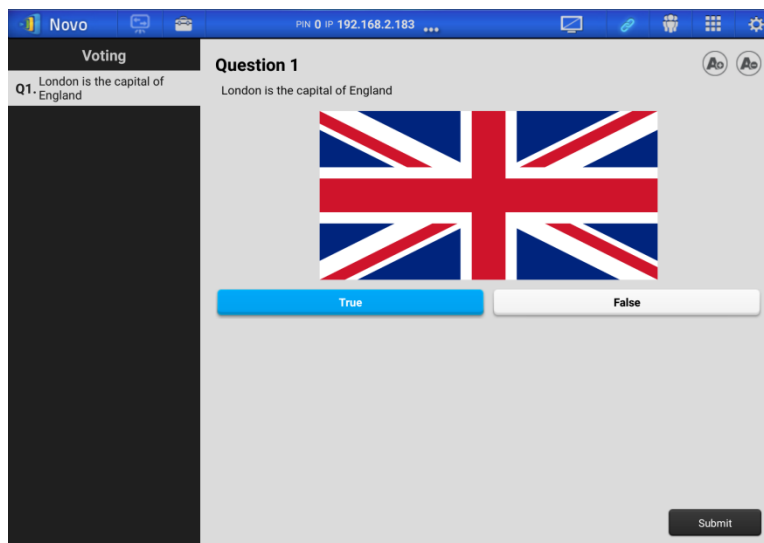 Novo
PIN 0 IP 192.168.2.183 ...
Voting
Q1. London is the capital of
England
Question 1
London is the capital of England
True
False
Submit